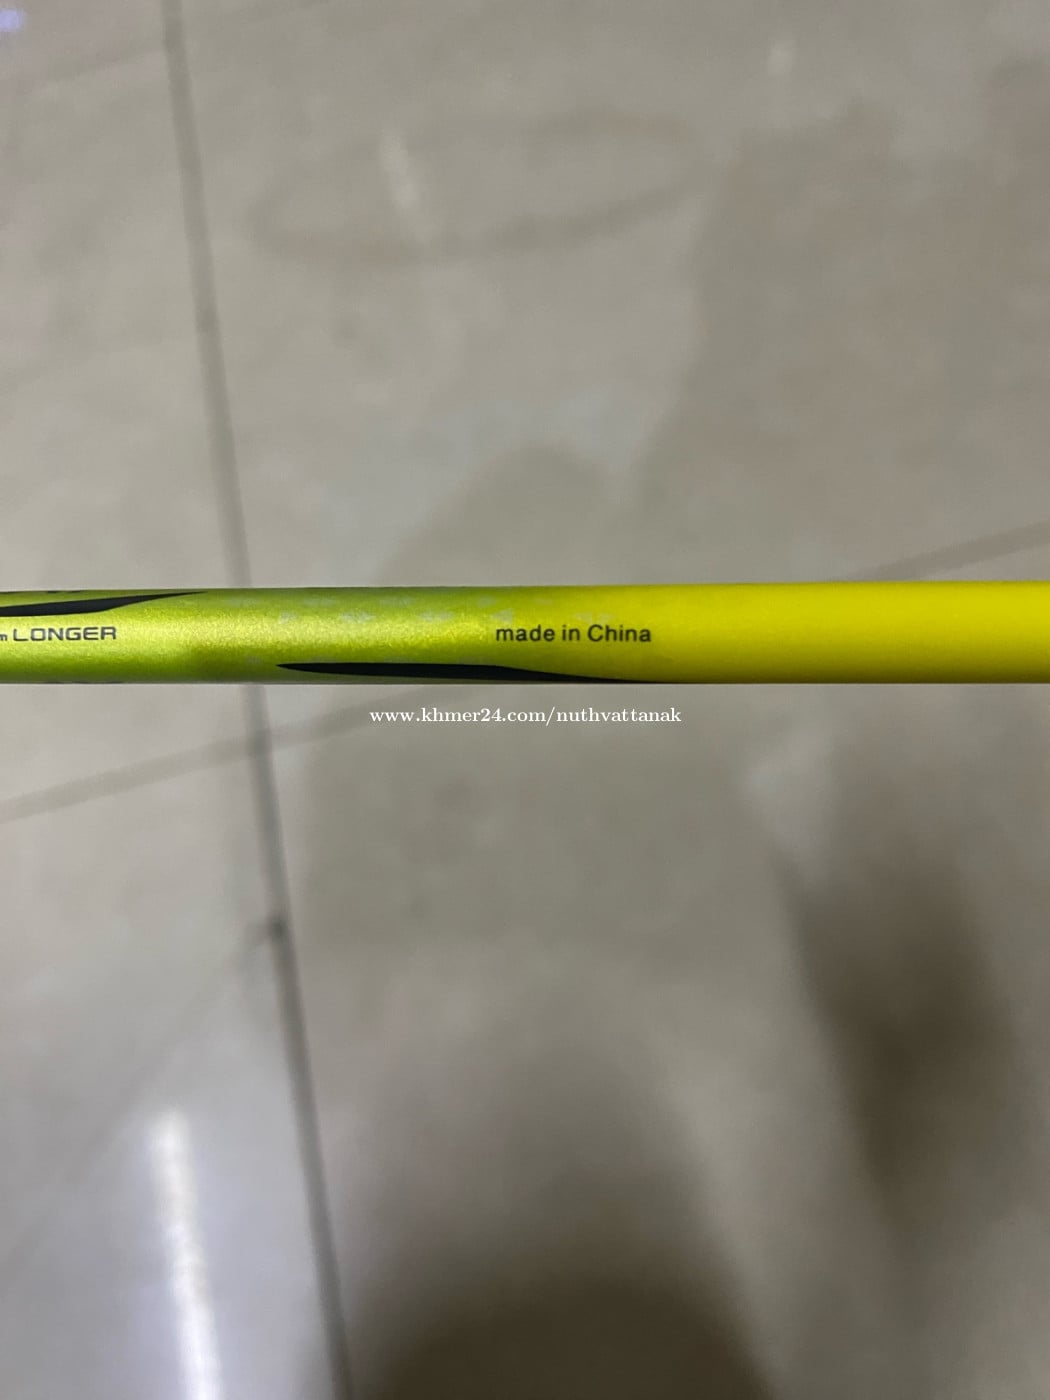 LONGER
made in China
www.khmer24.com/nuthvattanak